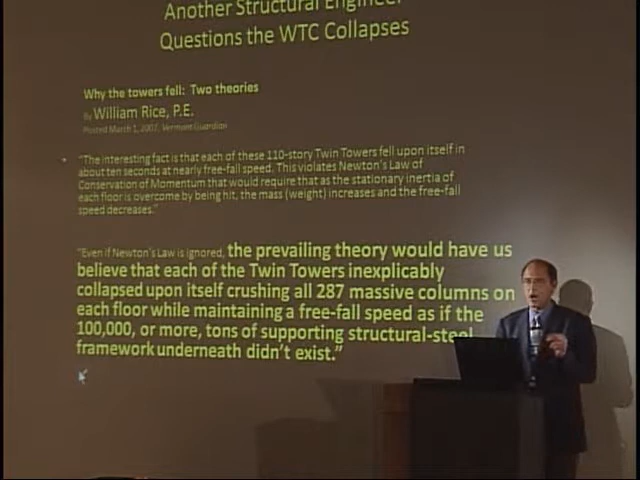 Another Structural Engineer
Questions the WTC Collapses
Why the towers fell: Two theories
By William Rice, P.E.
Posted March 1, 2007, Vermont Guardian
"The interesting fact is that each of these 110-story Twin Towers fell upon itself in
about ten seconds at nearly free-fall speed. This violates Newton's Law of
Conservation of Momentum that would require that as the stationary inertia of
each floor is overcome by being hit, the mass (weight) increases and the free-fall
speed decreases."
"Even if Newton's Law is ignored, the prevailing theory would have us
believe that each of the Twin Towers inexplicably
collapsed upon itself crushing all 287 massive columns on
each floor while maintaining a free-fall speed as if the
100,000, or more, tons of supporting structural-steel
framework underneath didn't exist."